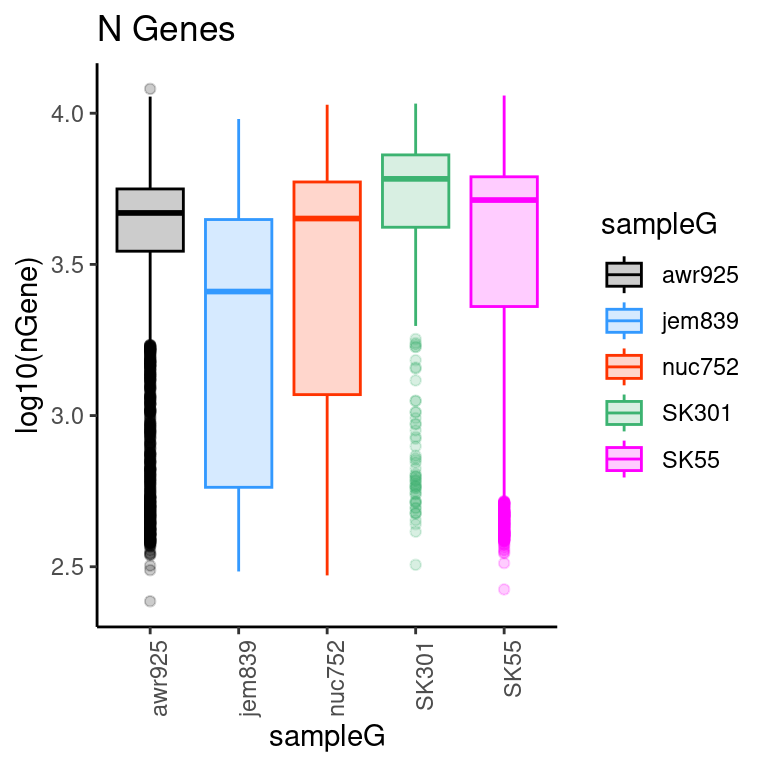 N Genes
log10(nGene)
4.0
3.5
3.0
2.5
awr925
jem839
nuc752
SK301
SK55
sampleG
sampleG
awr925
jem839
nuc752
SK301
SK55